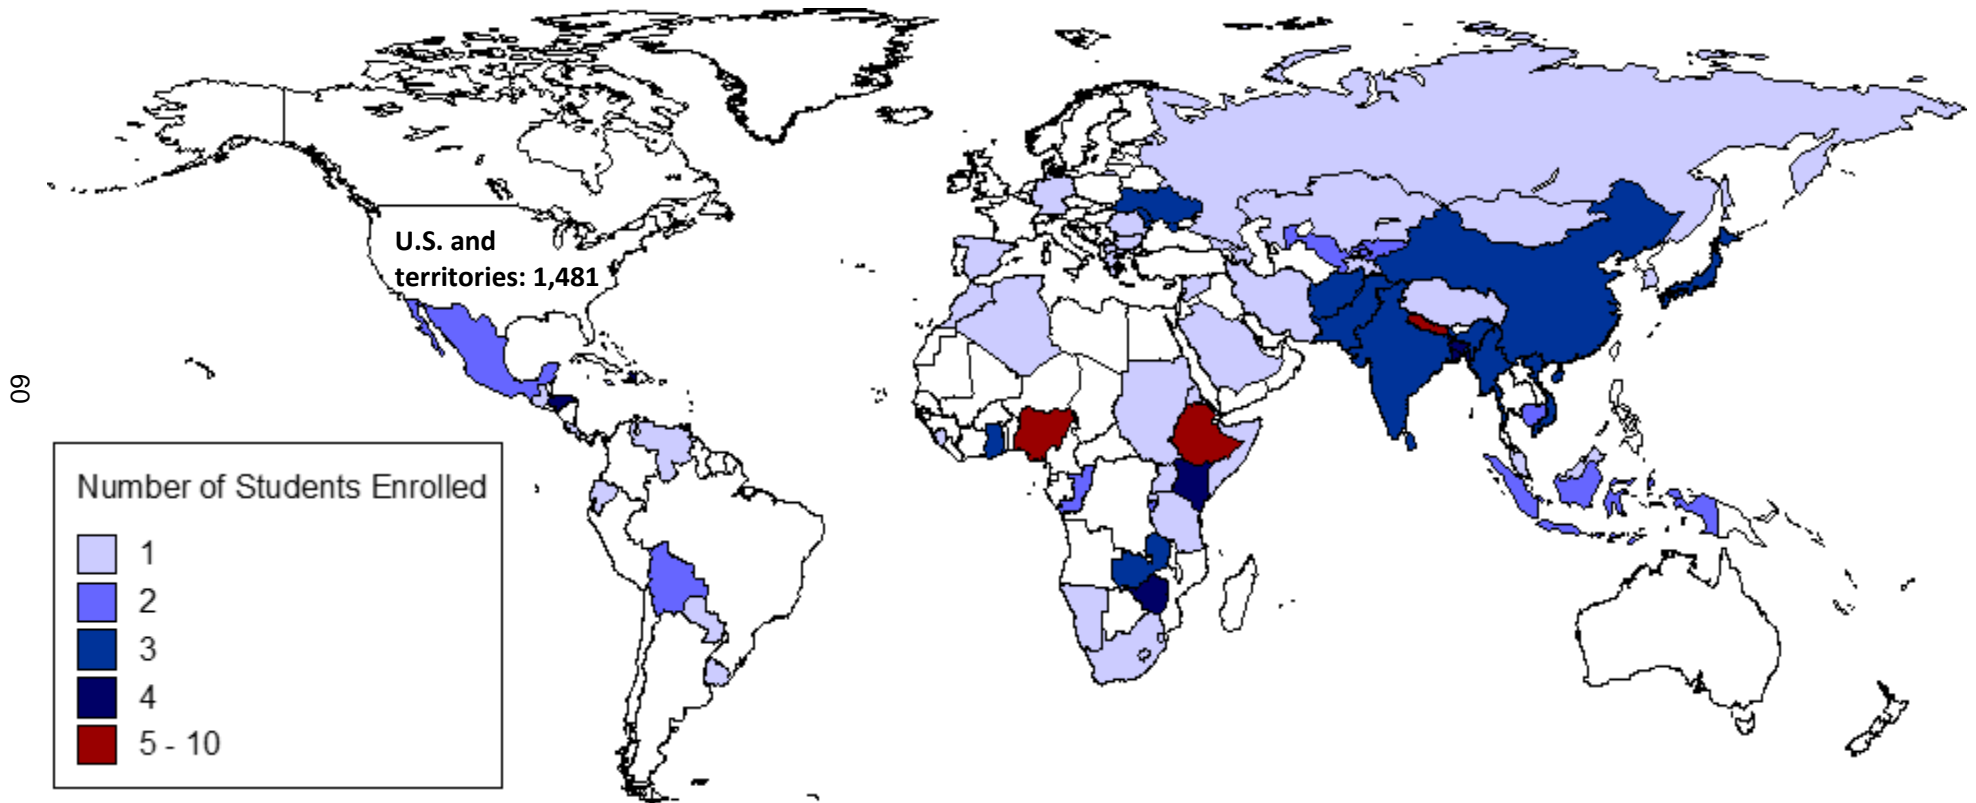 U.S. and
territories: 1,481
60
Number of Students Enrolled
1
2
3
4
5 - 10